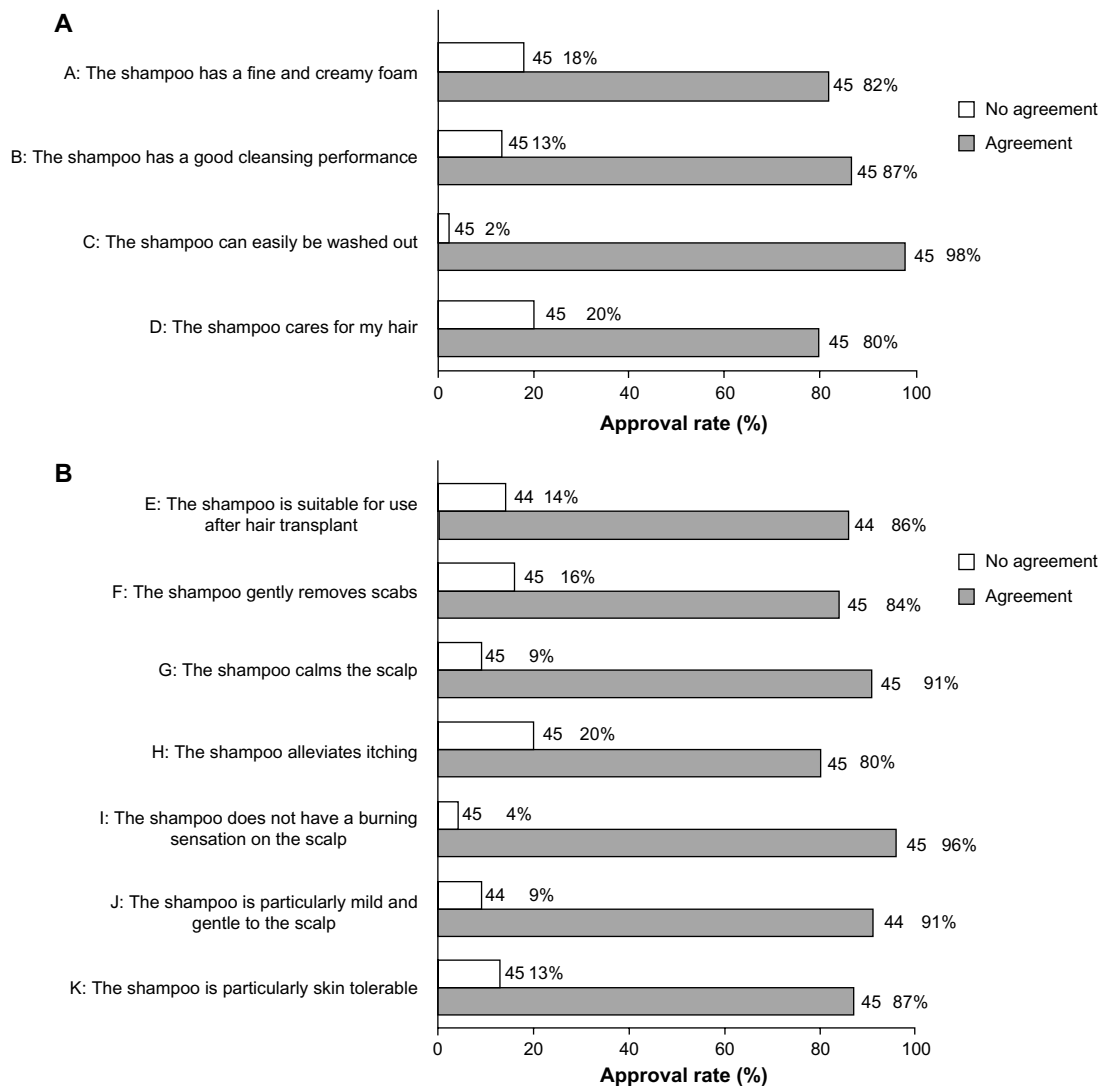 A
A: The shampoo has a fine and creamy foam
45 18%
45 82%
B: The shampoo has a good cleansing performance
45 13%
45 87%
C: The shampoo can easily be washed out
45 2%
45 98%
D: The shampoo cares for my hair
45 20%
45 80%
No agreement
Agreement
0 20 40 60 80 100
Approval rate (%)
B
E: The shampoo is suitable for use
after hair transplant
44 14%
44 86%
F: The shampoo gently removes scabs
45 16%
45 84%
G: The shampoo calms the scalp
45 9%
45 91%
H: The shampoo alleviates itching
45 20%
45 80%
I: The shampoo does not have a burning
sensation on the scalp
45 4%
45 96%
J: The shampoo is particularly mild and
gentle to the scalp
44 9%
44 91%
K: The shampoo is particularly skin tolerable
45 13%
45 87%
No agreement
Agreement
0 20 40 60 80 100
Approval rate (%)